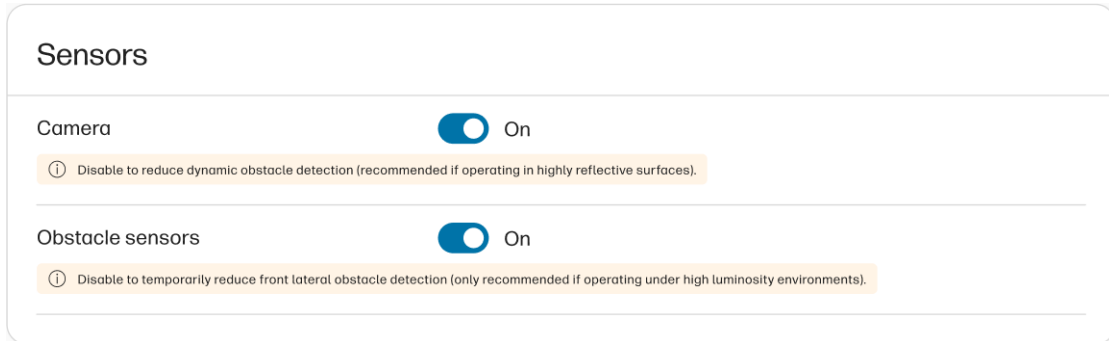 Sensors
Camera
On
Disable to reduce dynamic obstacle detection (recommended if operating in highly reflective surfaces).
Obstacle sensors
On
Disable to temporarily reduce front lateral obstacle detection (only recommended if operating under high luminosity environments).